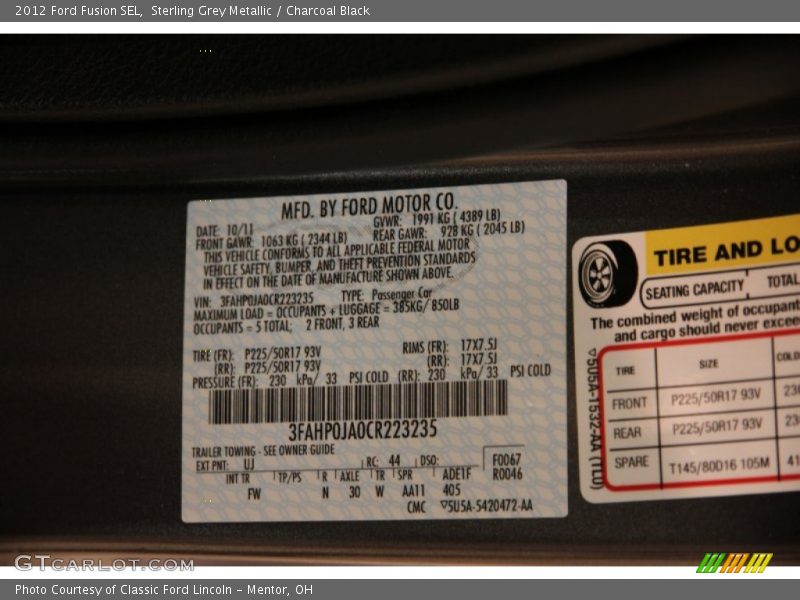 2012 Ford Fusion SEL,  Sterling Grey Metallic / Charcoal Black
MFD. BY FORD MOTOR CO.
DATE: 10/11
GVWR: 1991 KG ( 4389 LB)
FRONT GAWR: 1063 KG ( 2344 LB)
REAR GAWR: 928 KG ( 2045 LB)
THIS VEHICLE CONFORMS TO ALL APPLICABLE FEDERAL MOTOR
VEHICLE SAFETY, BUMPER, AND THEFT PREVENTION STANDARDS
IN EFFECT ON THE DATE OF MANUFACTURE SHOWN ABOVE.
VIN: 3FAHP0JA0CR223235 TYPE: Passenger Car
MAXIMUM LOAD = OCCUPANTS + LUGGAGE = 385KG/ 850LB
OCCUPANTS = 5 TOTAL; 2 FRONT, 3 REAR
TIRE (FR): P225/50R17 93V RIMS (FR): 17X7.5J
(RR): P225/50R17 93V (RR): 17X7.5J
PRESSURE (FR): 230 kPa/ 33 PSI COLD (RR): 230 kPa/ 33 PSI COLD
3FAHP0JA0CR223235
TRAILER TOWING - SEE OWNER GUIDE
EXT PNT: UJ RC: 44 DSO: F0067
R0046
INT TR TP/PS R AXLE TR SPR ADE1F
FW N 30 W AA11 405
CMC ▽5U5A-5420472-AA
TIRE AND LO
SEATING CAPACITY TOTAL
The combined weight of occupant
and cargo should never excee
TIRE SIZE COLD
FRONT P225/50R17 93V 23
REAR P225/50R17 93V 23
SPARE T145/80D16 105M 41
▽5U5A-1532-AA (TL0)
GTCarLot.com
Photo Courtesy of Classic Ford Lincoln - Mentor, OH